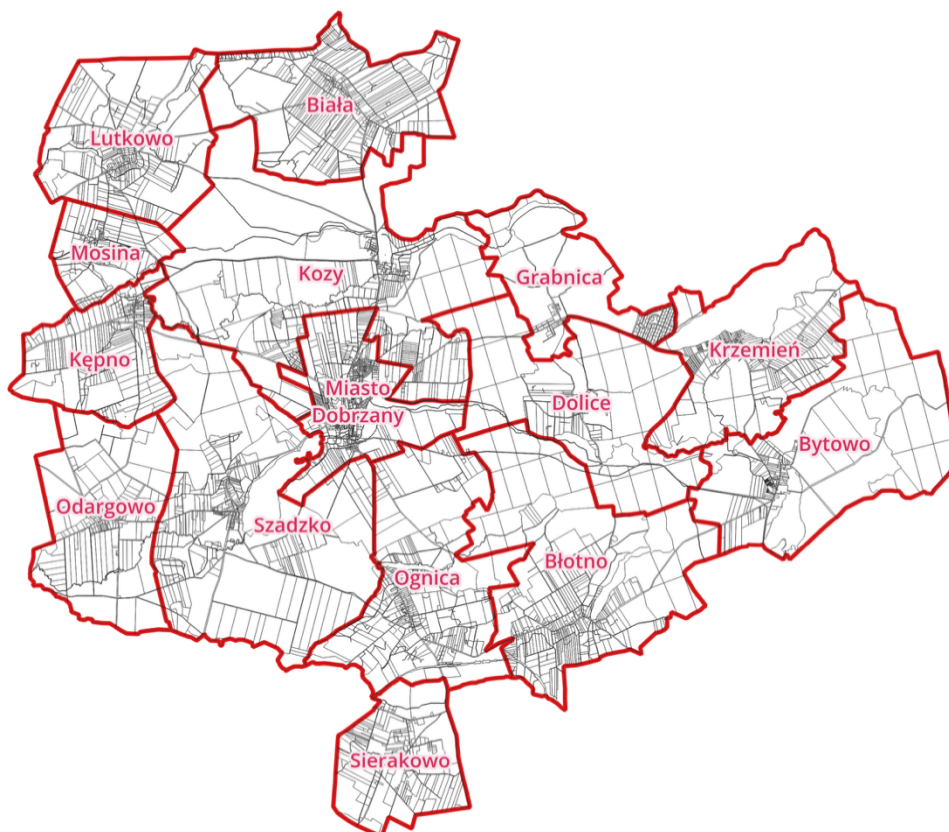 Biała
Lutkowo
Mosina
Kozy
Grabnica
Krzemień
Kępno
Miasto
Dobrzany
Dolice
Bytowo
Odargowo
Szadzko
Błotno
Ognica
Sierakowo